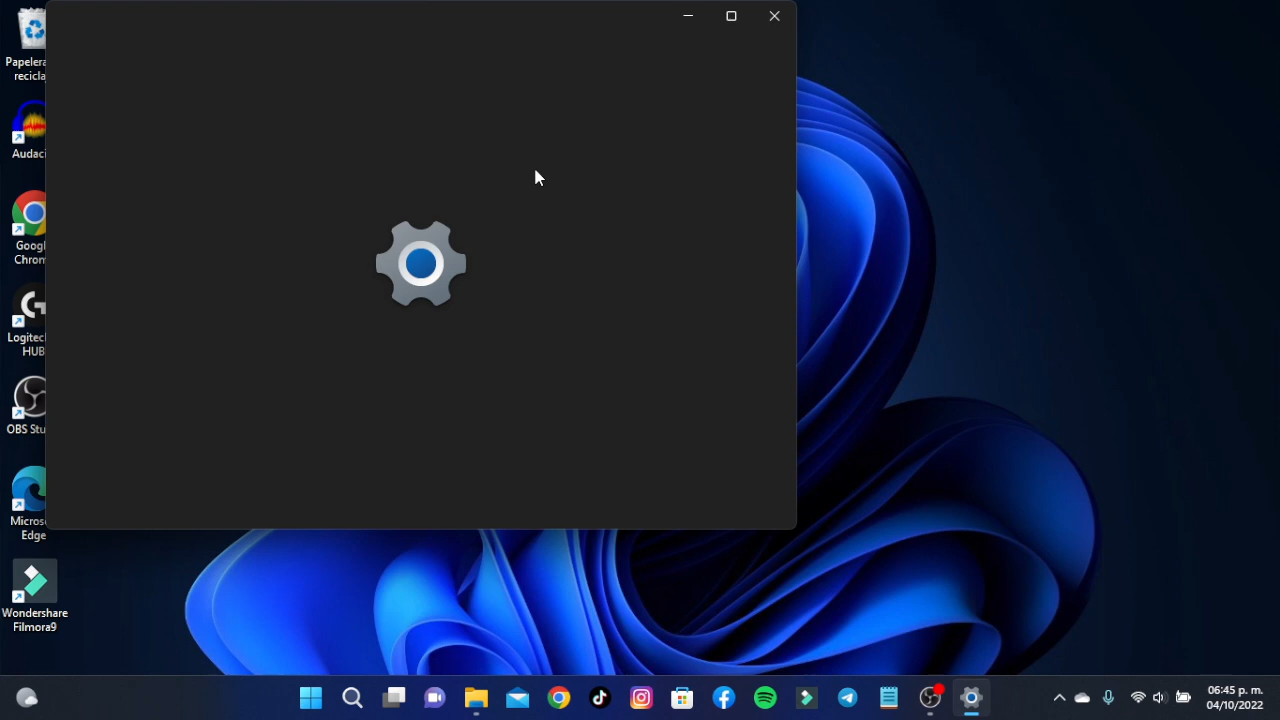 Papelera
recicla
Audaci
Googl
Chrom
Logitec
HUB
OBS Stu
Micros
Edge
Wondershare
Filmora9
06:45 p. m.
04/10/2022